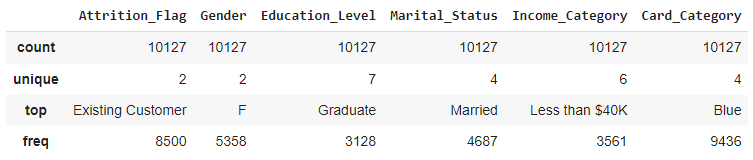 Attrition_Flag Gender Education_Level Marital_Status Income_Category Card_Category
count 10127 10127 10127 10127 10127 10127
unique 2 2 7 4 6 4
top Existing Customer F Graduate Married Less than $40K Blue
freq 8500 5358 3128 4687 3561 9436